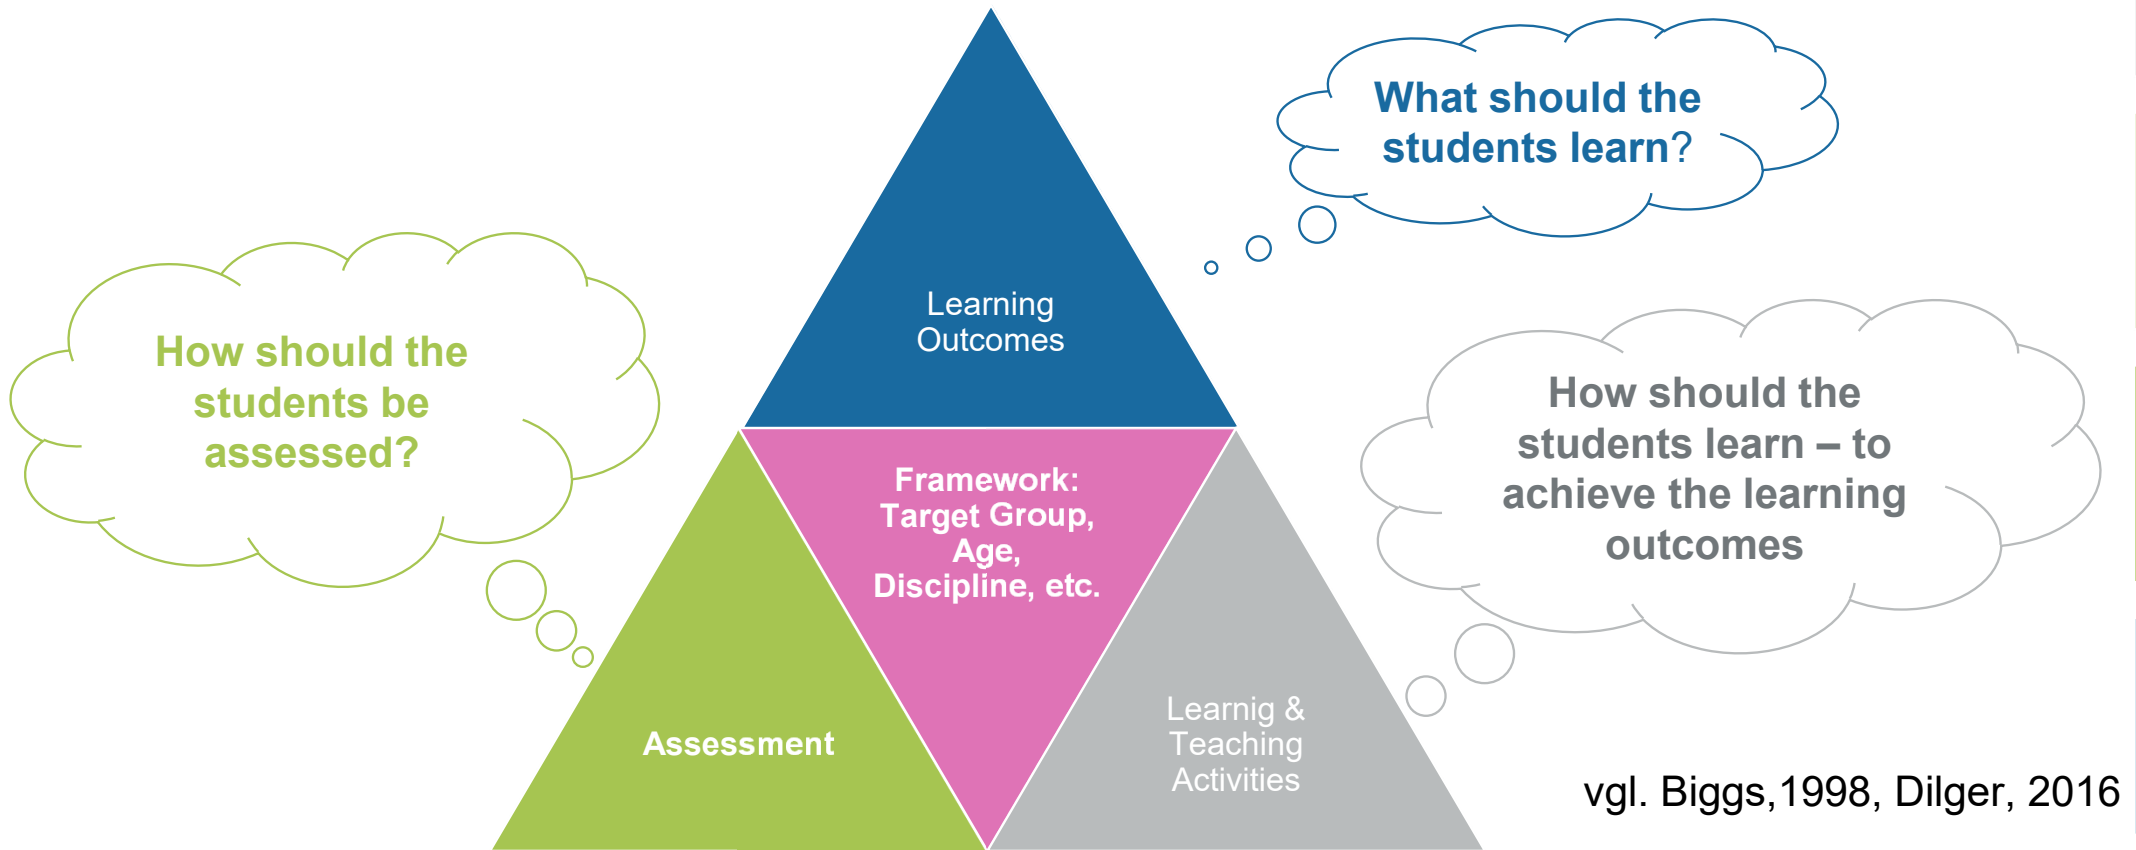 What should the
students learn?
Learning
Outcomes
How should the
students be
assessed?
How should the
students learn – to
achieve the learning
outcomes
Framework:
Target Group,
Age,
Discipline, etc.
Assessment
Learnig &
Teaching
Activities
vgl. Biggs,1998, Dilger, 2016